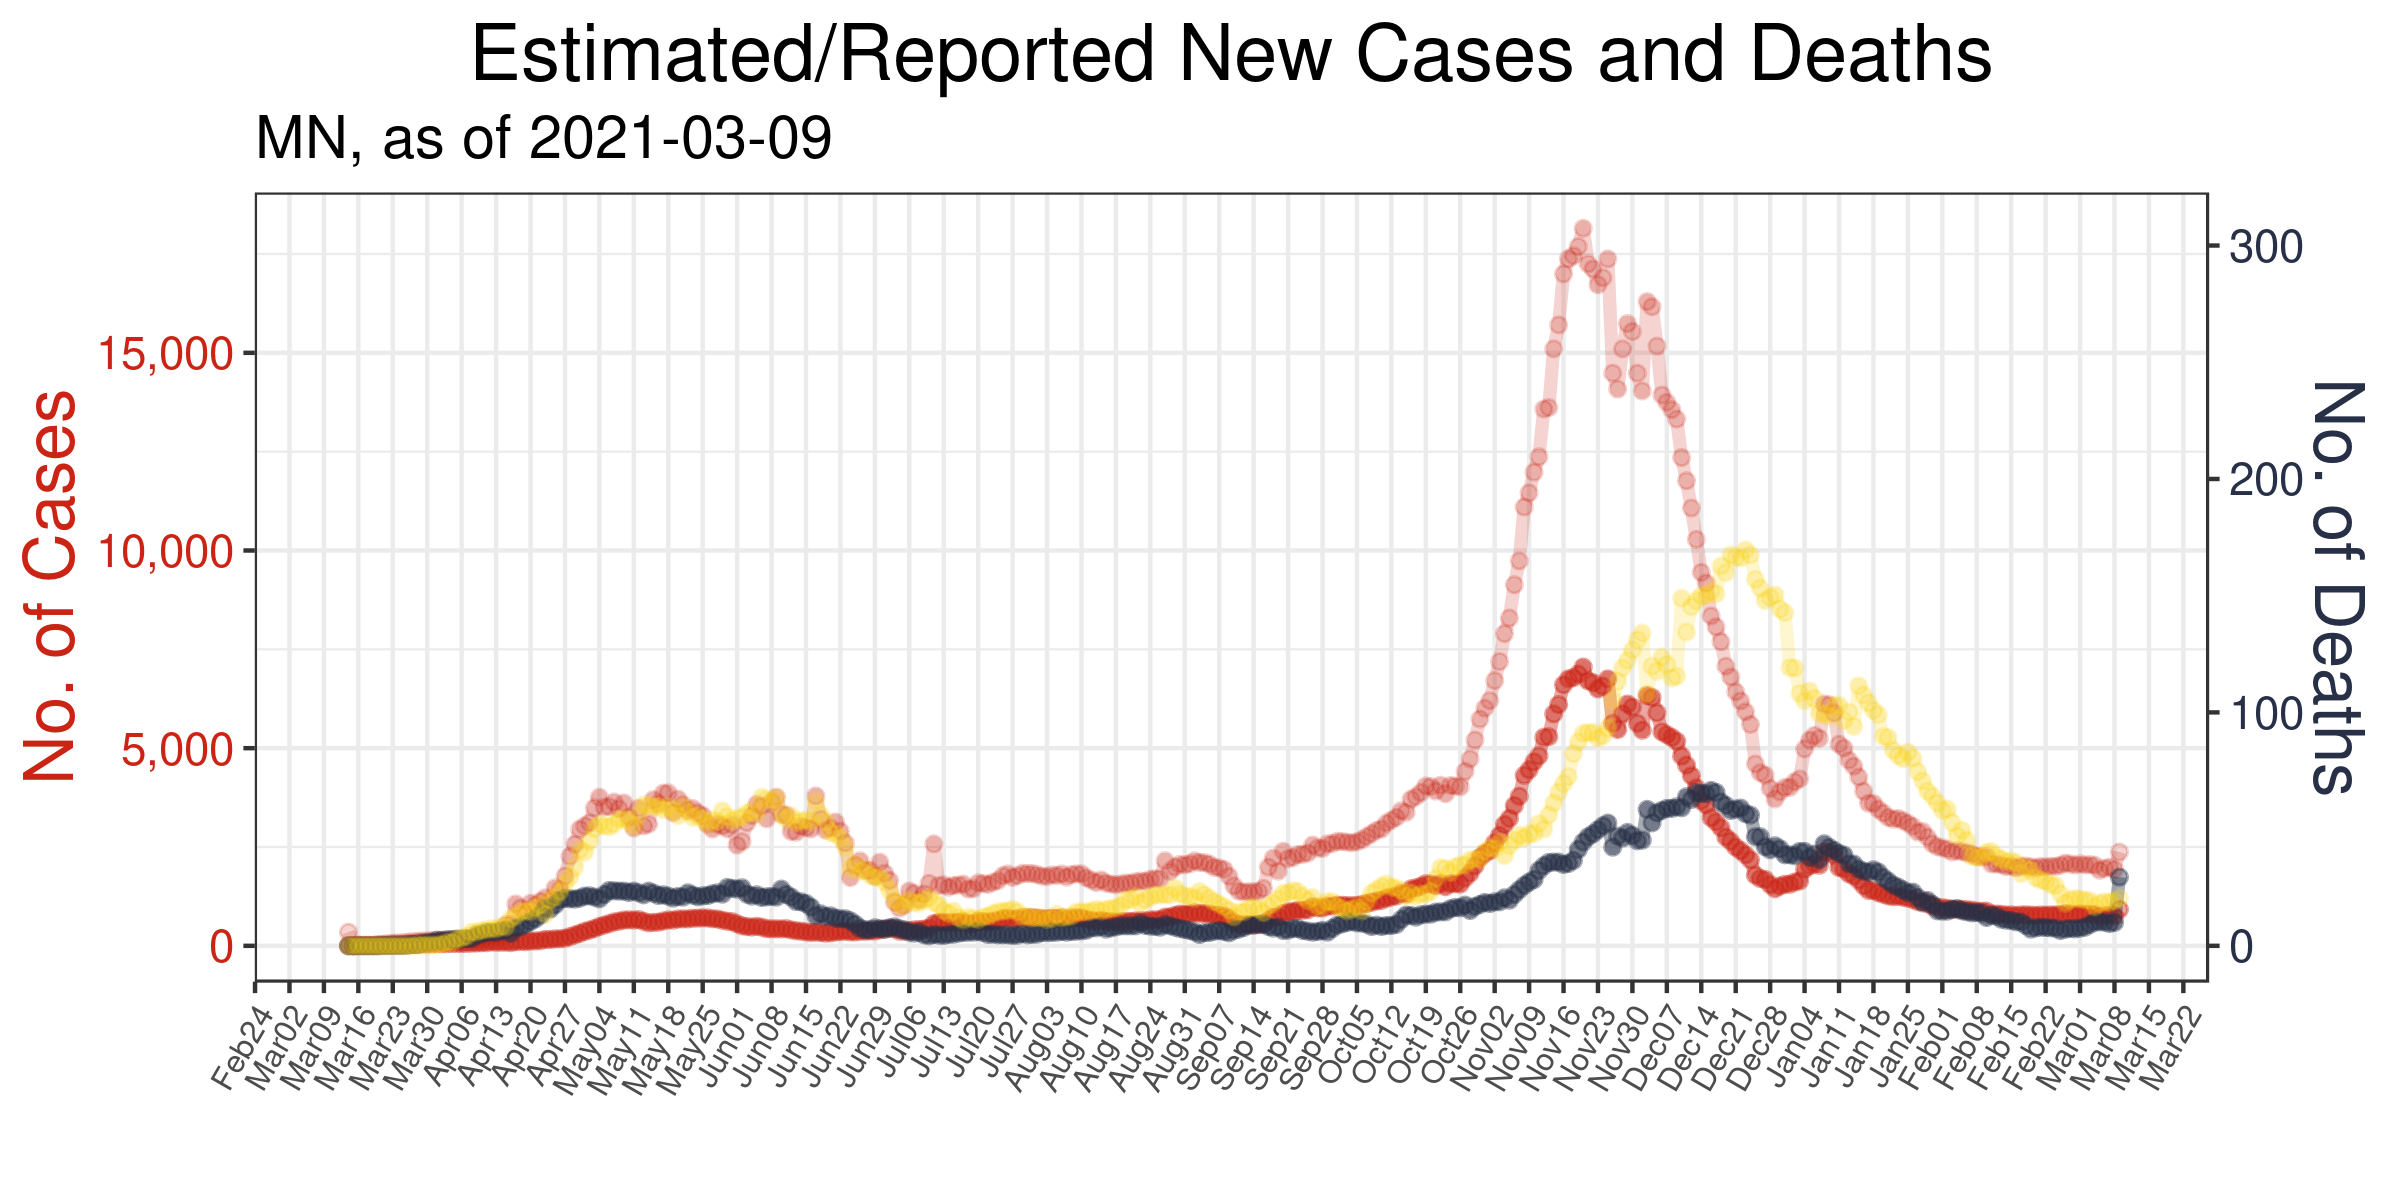 Estimated/Reported New Cases and Deaths
MN, as of 2021-03-09
No. of Cases
15,000
10,000
5,000
0
300
200
100
0
No. of Deaths
Feb24
Mar02
Mar09
Mar16
Mar23
Mar30
Apr06
Apr13
Apr20
Apr27
May04
May11
May18
May25
Jun01
Jun08
Jun15
Jun22
Jun29
Jul06
Jul13
Jul20
Jul27
Aug03
Aug10
Aug17
Aug24
Aug31
Sep07
Sep14
Sep21
Sep28
Oct05
Oct12
Oct19
Oct26
Nov02
Nov09
Nov16
Nov23
Nov30
Dec07
Dec14
Dec21
Dec28
Jan04
Jan11
Jan18
Jan25
Feb01
Feb08
Feb15
Feb22
Mar01
Mar08
Mar15
Mar22